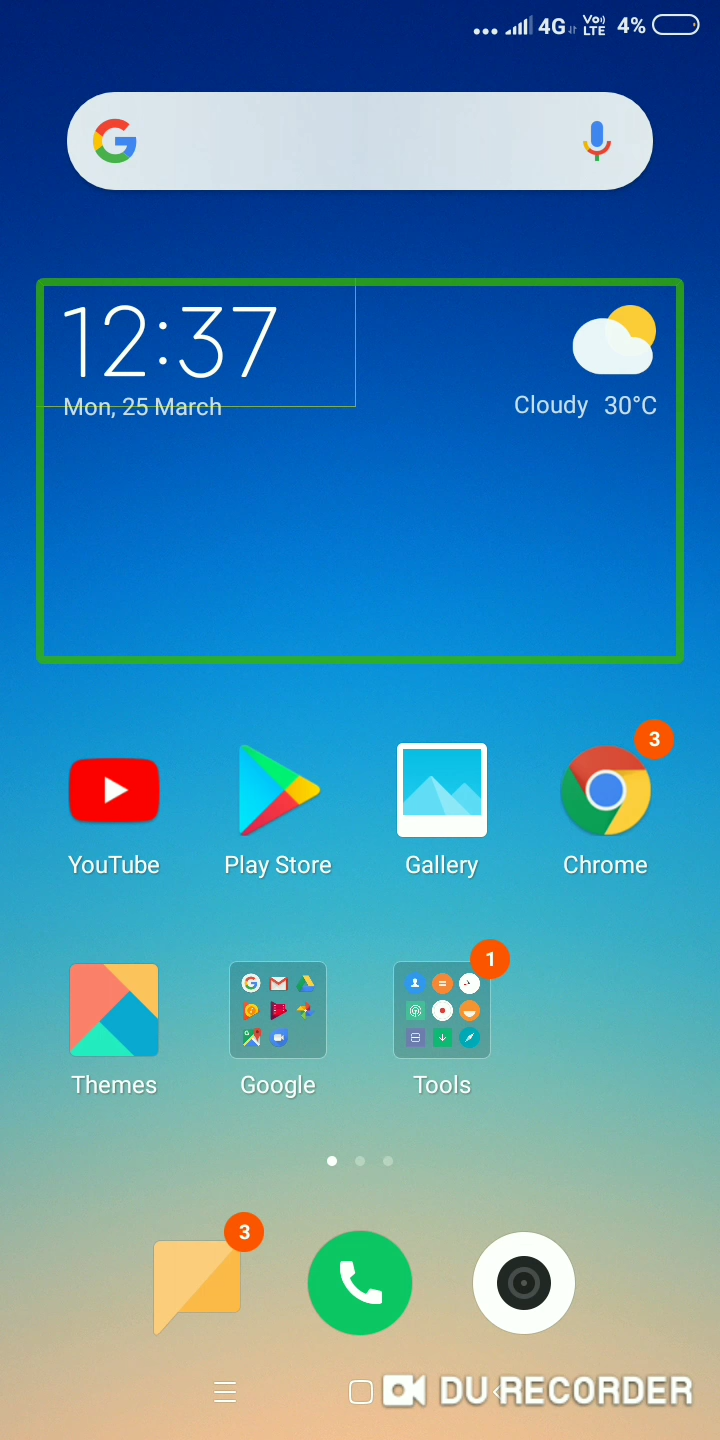 4G VoLTE 4%
12:37
Mon, 25 March
Cloudy 30°C
3
YouTube Play Store Gallery Chrome
1
Themes Google Tools
3
DU RECORDER